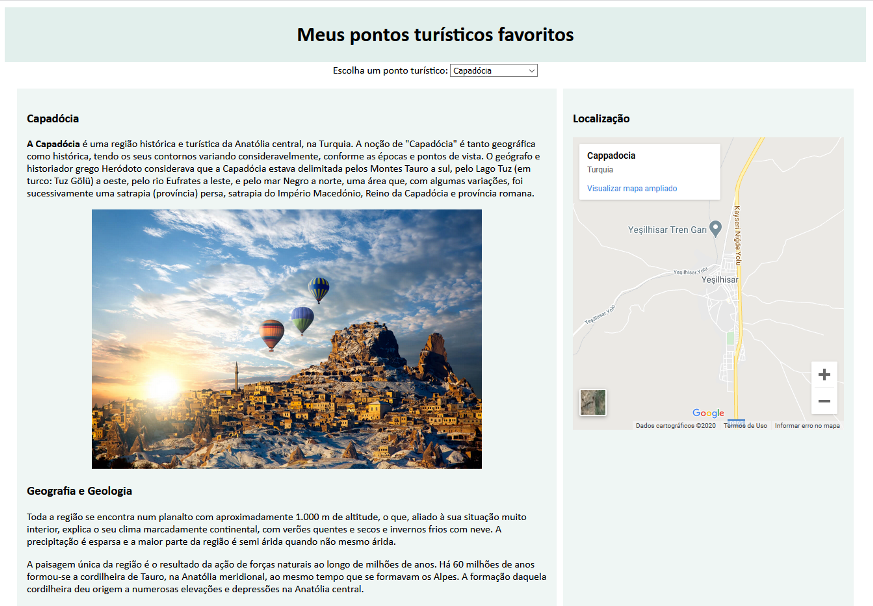 Meus pontos turísticos favoritos
Escolha um ponto turístico: Capadócia
Capadócia
A Capadócia é uma região histórica e turística da Anatólia central, na Turquia. A noção de "Capadócia" é tanto geográfica
como histórica, tendo os seus contornos variando consideravelmente, conforme as épocas e pontos de vista. O geógrafo e
historiador grego Heródoto considerava que a Capadócia estava delimitada pelos Montes Tauro a sul, pelo Lago Tuz (em
turco: Tuz Gölü) a oeste, pelo rio Eufrates a leste, e pelo mar Negro a norte, uma área que, com algumas variações, foi
sucessivamente uma satrapia (província) persa, satrapia do Império Macedónio, Reino da Capadócia e província romana.
Geografia e Geologia
Toda a região se encontra num planalto com aproximadamente 1.000 m de altitude, o que, aliado à sua situação muito
interior, explica o seu clima marcadamente continental, com verões quentes e secos e invernos frios com neve. A
precipitação é esparsa e a maior parte da região é semi árida quando não mesmo árida.
A paisagem única da região é o resultado da ação de forças naturais ao longo de milhões de anos. Há 60 milhões de anos
formou-se a cordilheira de Tauro, na Anatólia meridional, ao mesmo tempo que se formavam os Alpes. A formação daquela
cordilheira deu origem a numerosas elevações e depressões na Anatólia central.
Localização
Cappadocia
Turquia
Visualizar mapa ampliado
Yeşilhisar Tren Garı
Kayseri Niğde Yolu
Yeşilhisar Yolu
Yeşilhisar
Yeşilhisar Yolu
Google
Dados cartográficos ©2020 Termos de Uso Informar erro no mapa